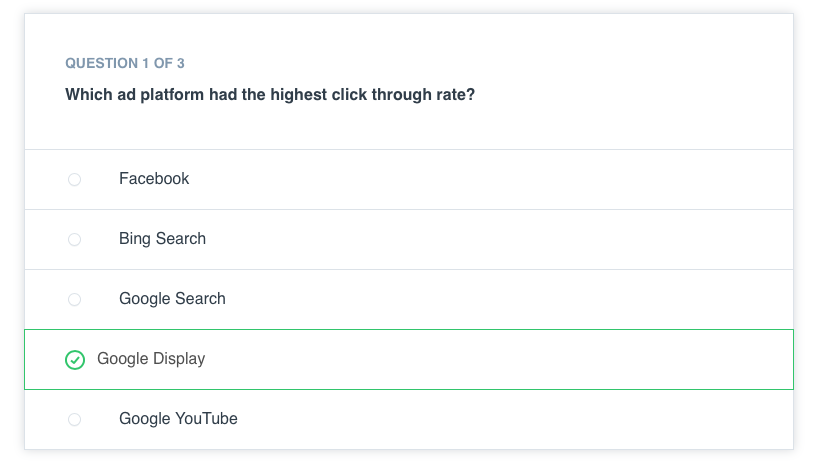 QUESTION 1 OF 3
Which ad platform had the highest click through rate?
Facebook
Bing Search
Google Search
Google Display
Google YouTube